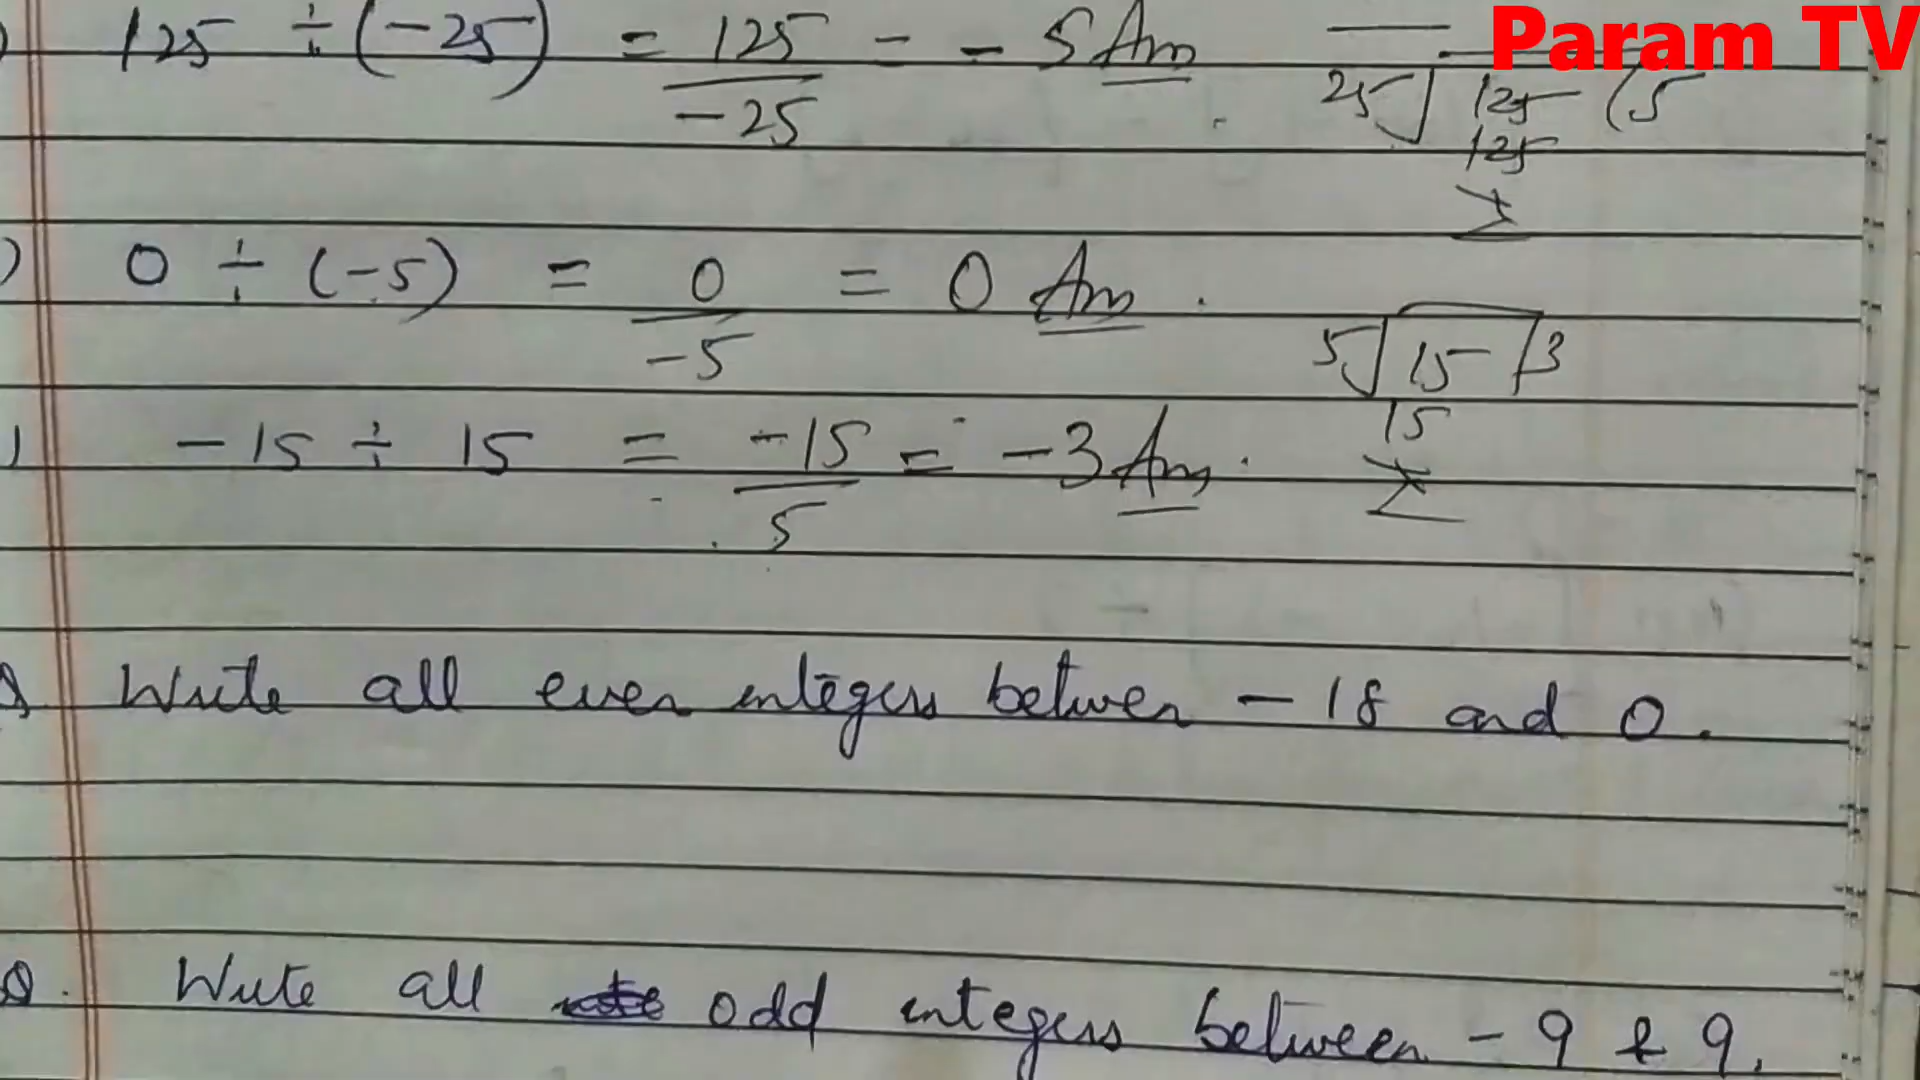 Param TV
125 ÷ (-25) = 125/-25 = - 5 Ans
25 125 (5
125
0 ÷ (-5) = 0/-5 = 0 Ans.
5 15 3
15
- 15 ÷ 15 = -15/5 = -3 Ans.
Write all even integers between - 18 and 0.
Q. Write all odd integers between - 9 & 9.